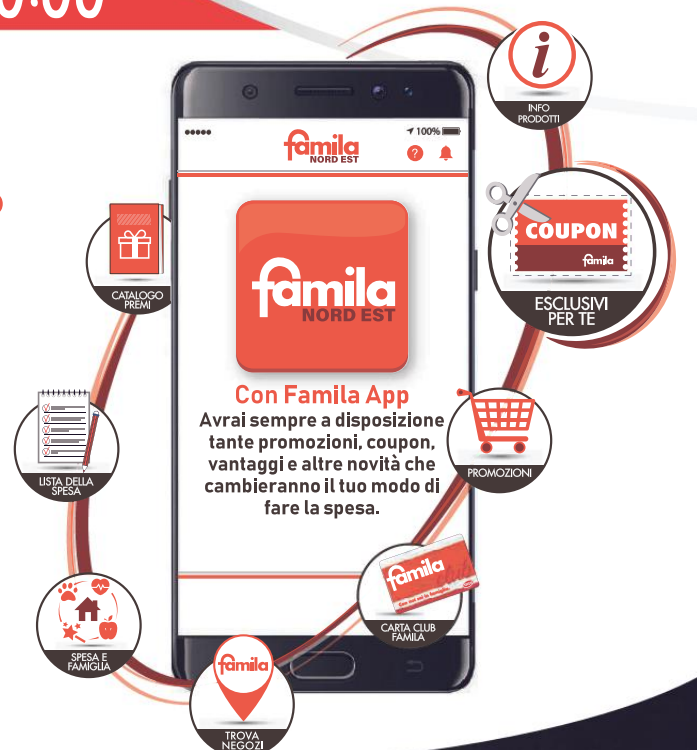 0:00
INFO
PRODOTTI
100%
famila
NORD EST
?
COUPON
famila
ESCLUSIVI
PER TE
CATALOGO
PREMI
famila
NORD EST
Con Famila App
Avrai sempre a disposizione
tante promozioni, coupon,
vantaggi e altre novità che
cambieranno il tuo modo di
fare la spesa.
PROMOZIONI
LISTA DELLA
SPESA
famila
club
CARTA CLUB
FAMILA
SPESA E
FAMIGLIA
famila
TROVA
NEGOZI